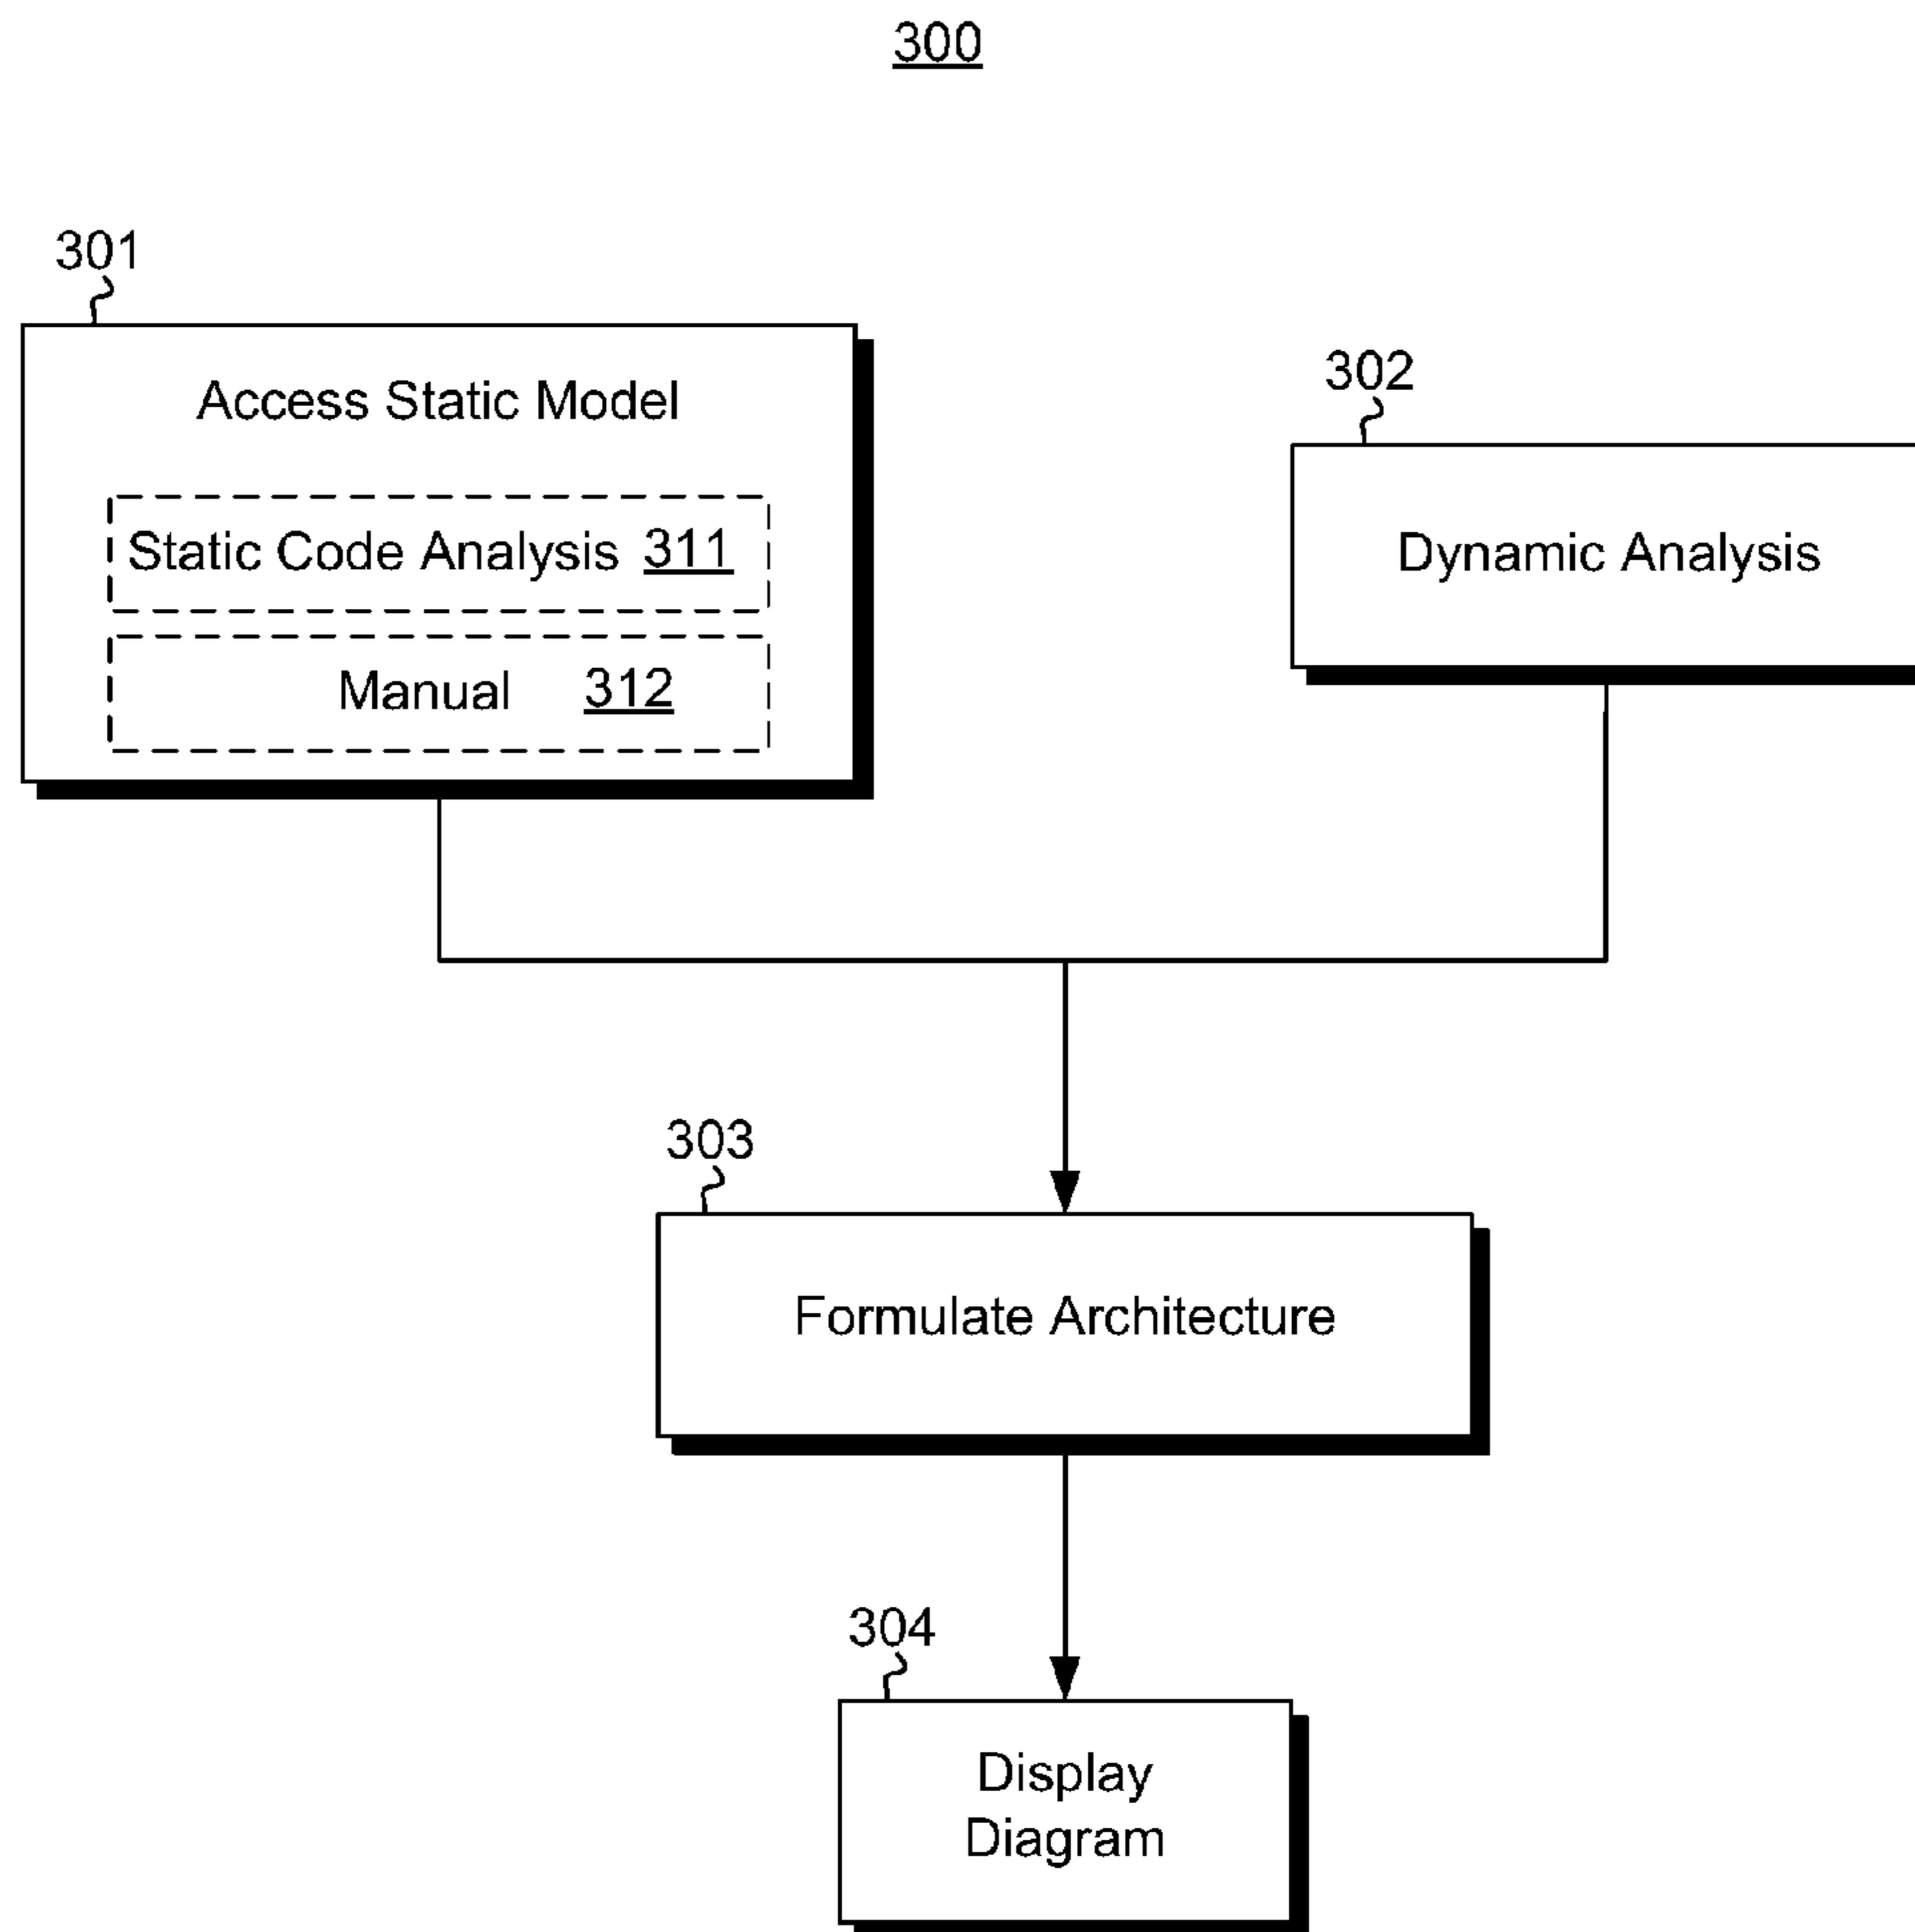 300
301
Access Static Model
Static Code Analysis 311
Manual 312
302
Dynamic Analysis
303
Formulate Architecture
304
Display
Diagram